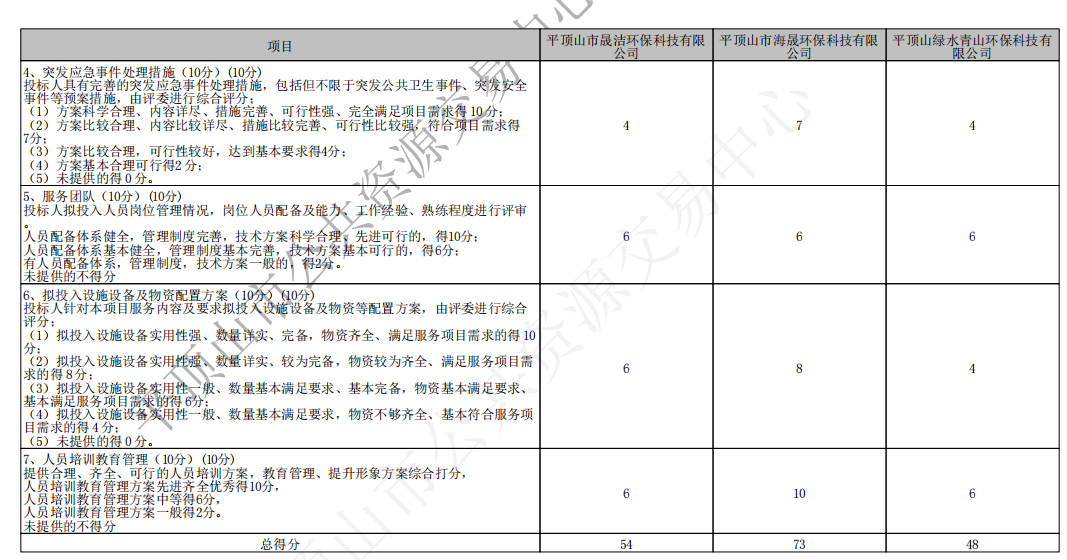 项目
平顶山市晟洁环保科技有限
公司
平顶山市海晟环保科技有限
公司
平顶山绿水青山环保科技有
限公司
4、突发应急事件处理措施（10分）(10分)
投标人具有完善的突发应急事件处理措施，包括但不限于突发公共卫生事件、突发安全
事件等预案措施，由评委进行综合评分；
（1）方案科学合理、内容详尽、措施完善、可行性强、完全满足项目需求得 10 分；
（2）方案比较合理、内容比较详尽、措施比较完善、可行性比较强，符合项目需求得
7分；
（3）方案比较合理，可行性较好，达到基本要求得4分；
（4）方案基本合理可行得2 分；
（5）未提供的得 0 分。
4
7
4
5、服务团队（10分）(10分)
投标人拟投入人员岗位管理情况，岗位人员配备及能力、工作经验、熟练程度进行评审
。
人员配备体系健全，管理制度完善，技术方案科学合理、先进可行的，得10分；
人员配备体系基本健全，管理制度基本完善，技术方案基本可行的，得6分；
有人员配备体系，管理制度，技术方案一般的，得2分。
未提供的不得分
6
6
6
6、拟投入设施设备及物资配置方案（10分）(10分)
投标人针对本项目服务内容及要求拟投入设施设备及物资等配置方案，由评委进行综合
评分；
（1）拟投入设施设备实用性强、数量详实、完备，物资齐全、满足服务项目需求的得 10
分；
（2）拟投入设施设备实用性强、数量详实、较为完备，物资较为齐全、满足服务项目需
求的得 8 分；
（3）拟投入设施设备实用性一般、数量基本满足要求、基本完备，物资基本满足要求、
基本满足服务项目需求的得 6分；
（4）拟投入设施设备实用性一般、数量基本满足要求，物资不够齐全、基本符合服务项
目需求的得 4 分；
（5）未提供的得 0 分。
6
8
4
7、人员培训教育管理（10分）(10分)
提供合理、齐全、可行的人员培训方案，教育管理、提升形象方案综合打分，
人员培训教育管理方案先进齐全优秀得10分，
人员培训教育管理方案中等得6分，
人员培训教育管理方案一般得2分。
未提供的不得分
6
10
6
总得分
54
73
48
平顶山市公共资源交易中心
平顶山市公共资源交易中心